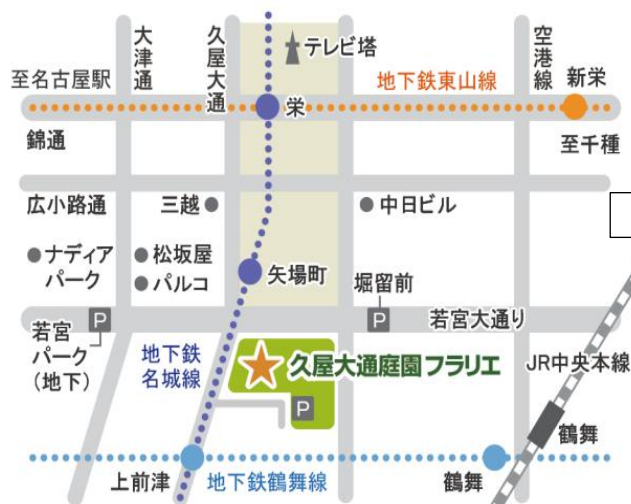 大津通
久屋大通
テレビ塔
空港線
至名古屋駅
地下鉄東山線
新栄
栄
錦通
至千種
広小路通
三越
中日ビル
ナディア
パーク
松坂屋
パルコ
矢場町
堀留前
P
P
若宮大通り
若宮
パーク
(地下)
地下鉄
名城線
久屋大通庭園フラリエ
JR中央本線
P
鶴舞
上前津
地下鉄鶴舞線
鶴舞